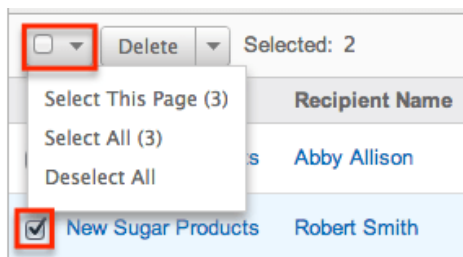 Delete Selected: 2
Select This Page (3)
Recipient Name
Select All (3)
s Abby Allison
Deselect All
New Sugar Products Robert Smith